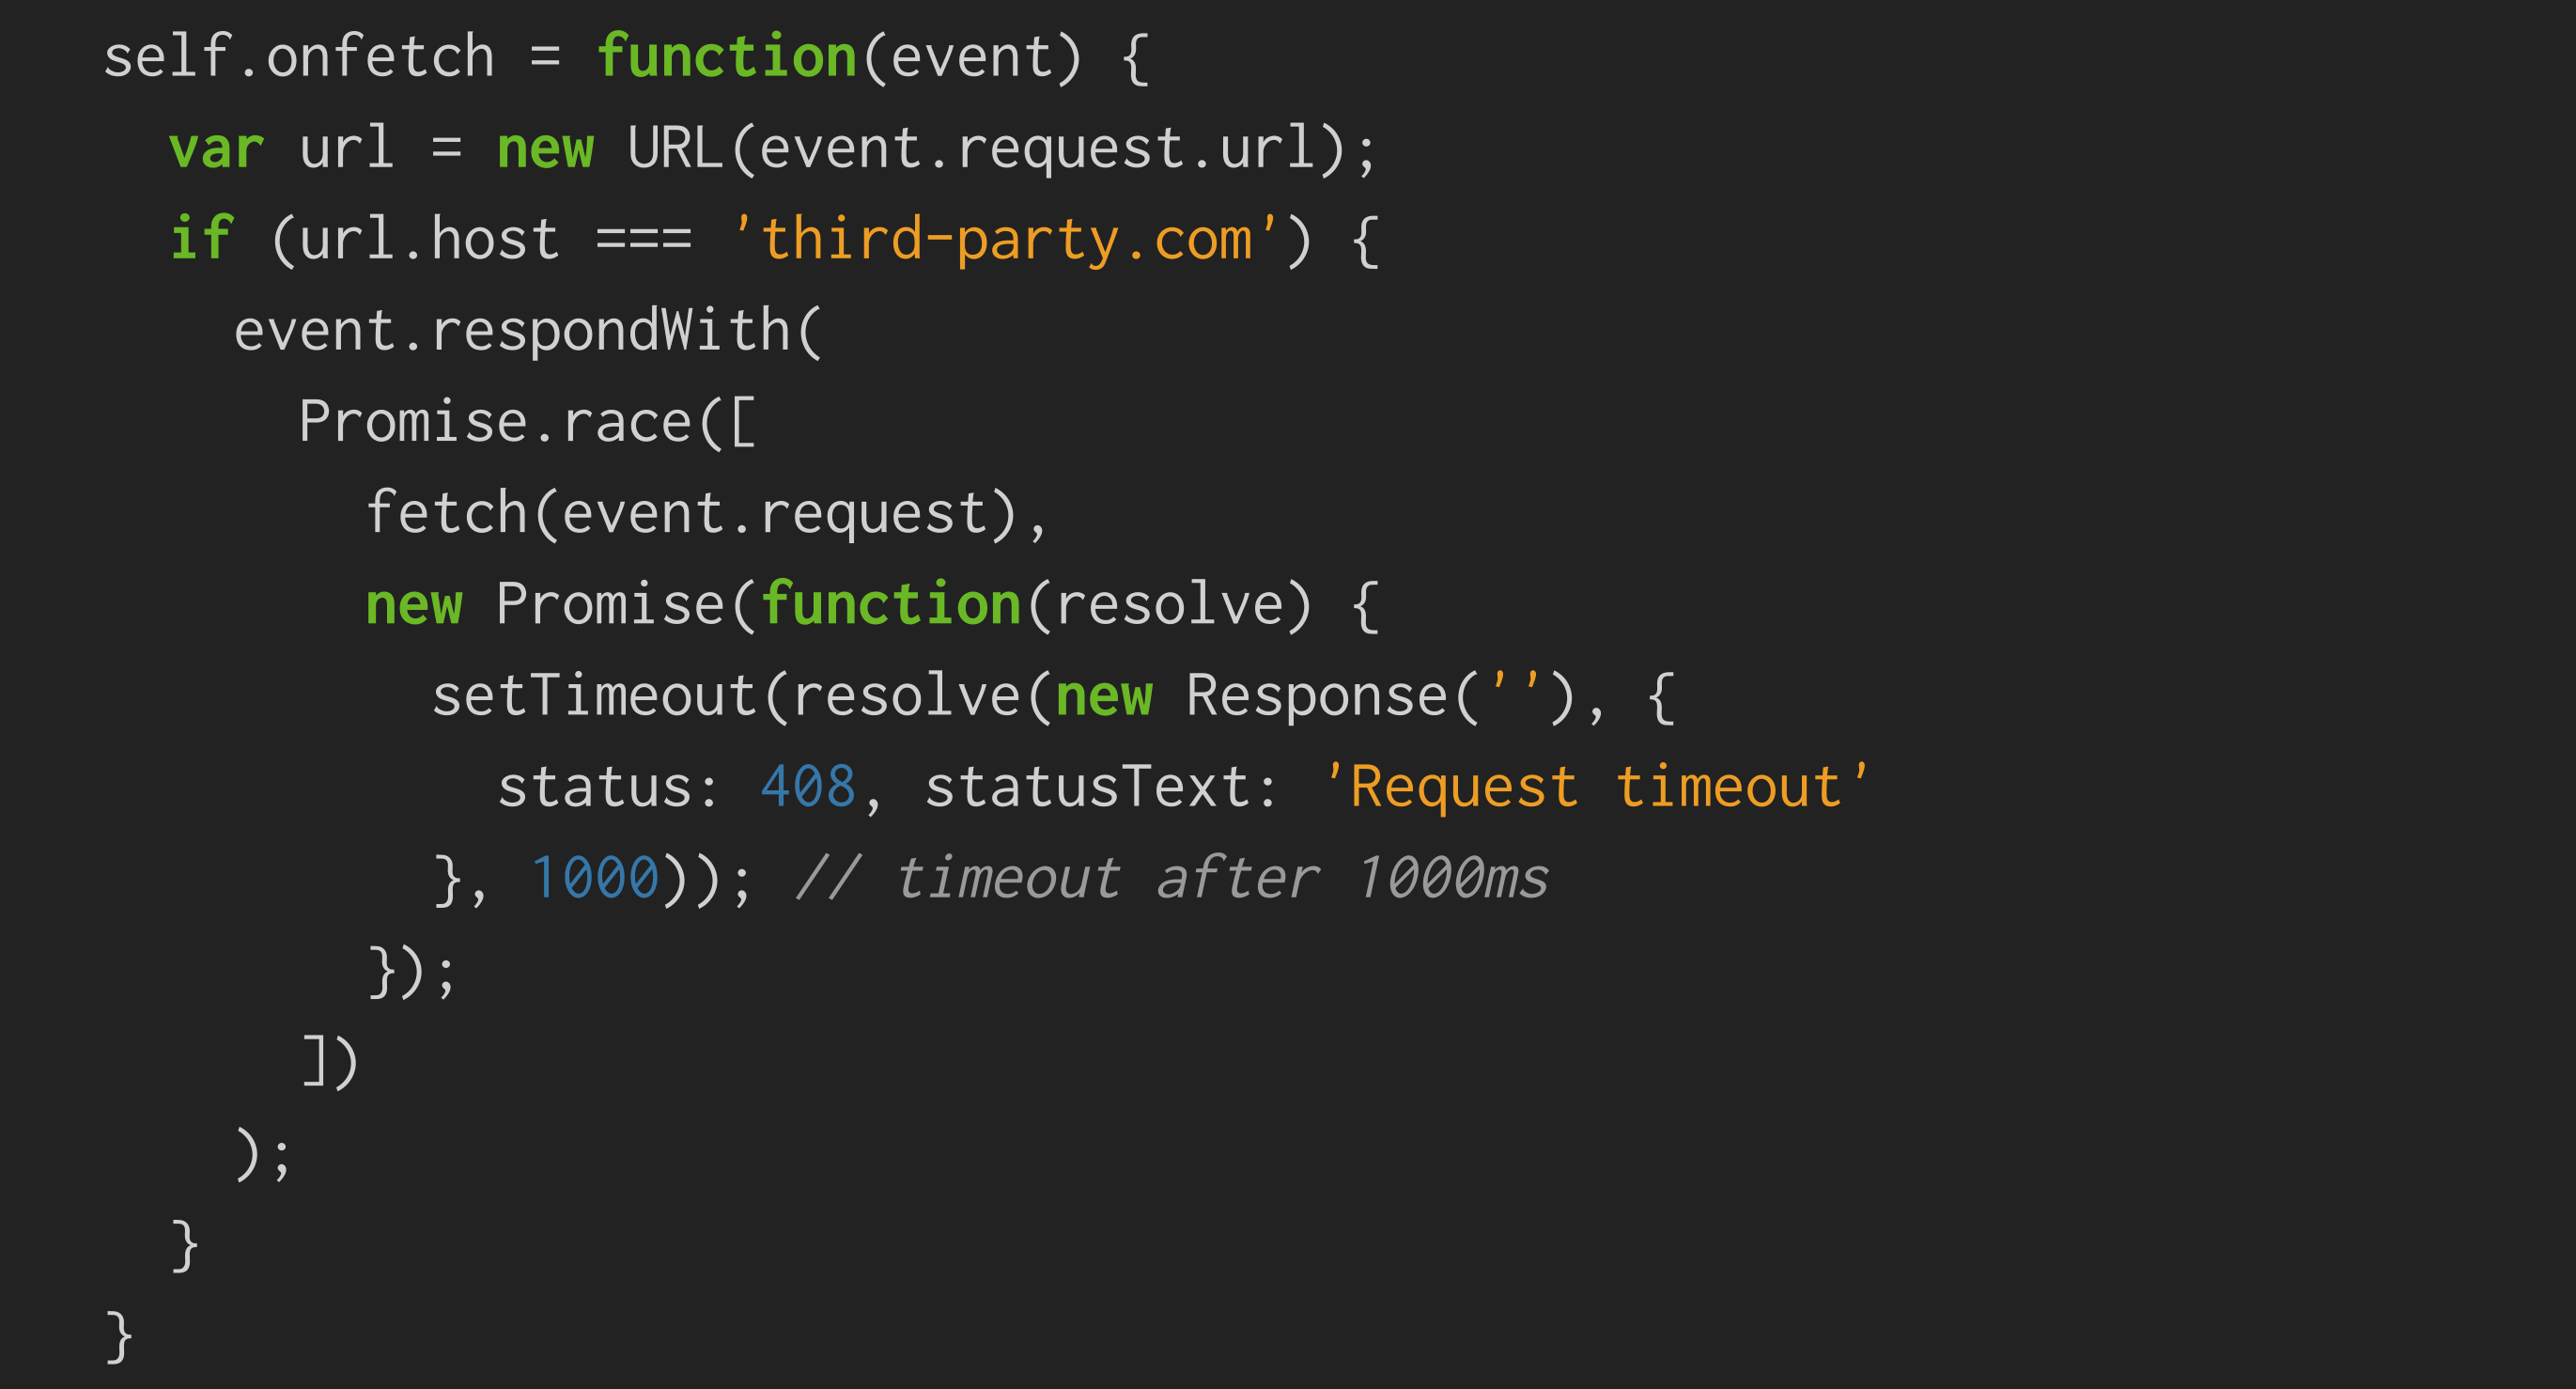 self.onfetch = function(event) {
  var url = new URL(event.request.url);
  if (url.host === 'third-party.com') {
    event.respondWith(
      Promise.race([
        fetch(event.request),
        new Promise(function(resolve) {
          setTimeout(resolve(new Response(''), {
            status: 408, statusText: 'Request timeout'
          }, 1000)); // timeout after 1000ms
        });
      ])
    );
  }
}